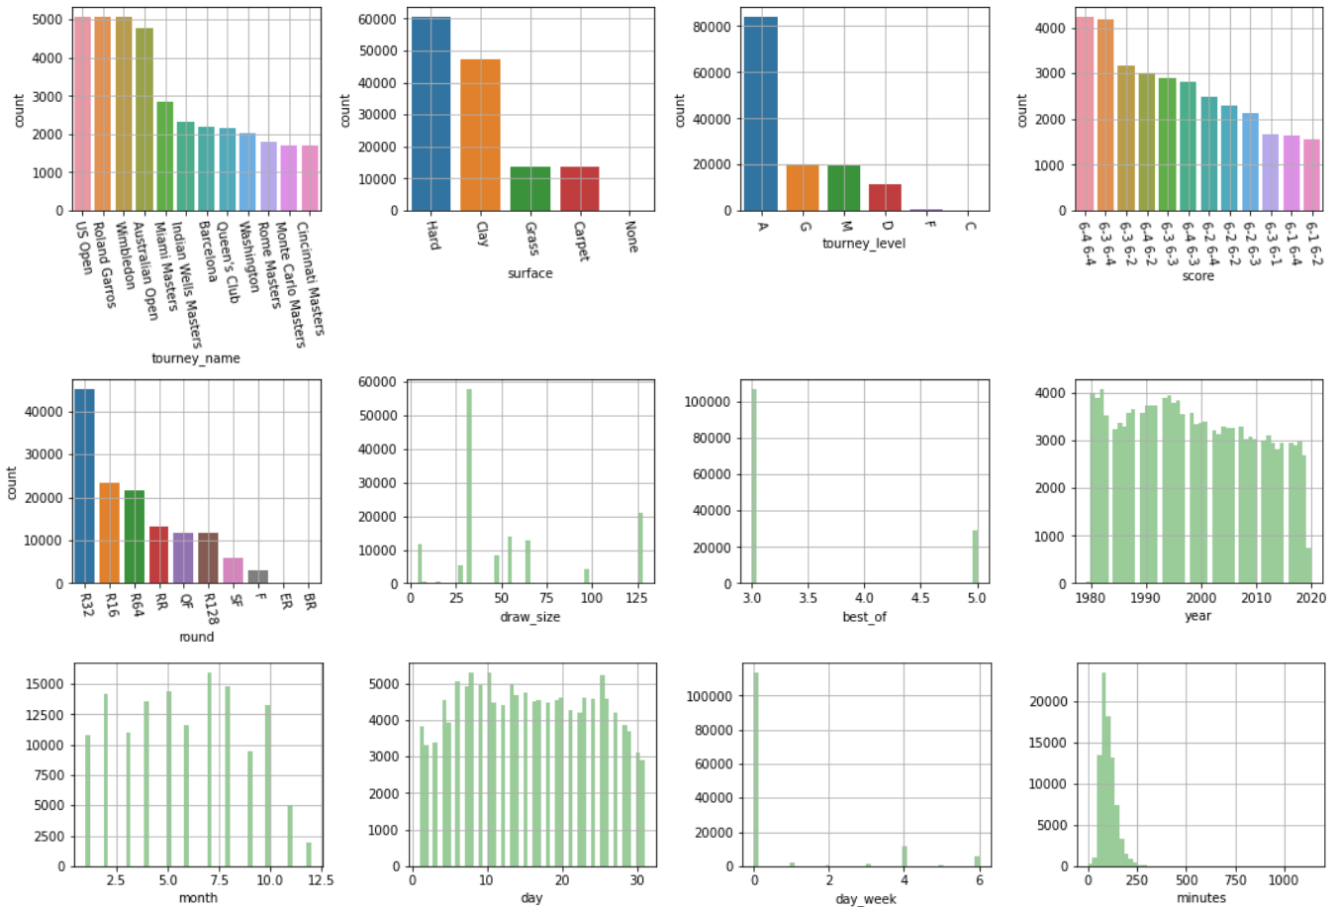 count
5000
4000
3000
2000
1000
0
US Open
Roland Garros
Wimbledon
Australian Open
Miami Masters
Indian Wells Masters
Barcelona
Queen's Club
Washington
Rome Masters
Monte Carlo Masters
Cincinnati Masters
tourney_name
count
60000
50000
40000
30000
20000
10000
0
Hard
Clay
Grass
Carpet
None
surface
count
80000
60000
40000
20000
0
A
G
M
D
F
C
tourney_level
count
4000
3000
2000
1000
0
6-4 6-4
6-3 6-4
6-3 6-2
6-4 6-2
6-3 6-3
6-4 6-3
6-2 6-4
6-2 6-2
6-2 6-3
6-3 6-1
6-1 6-4
6-1 6-2
score
count
40000
30000
20000
10000
0
R32
R16
R64
RR
QF
R128
SF
F
ER
BR
round
60000
50000
40000
30000
20000
10000
0
0 25 50 75 100 125
draw_size
100000
80000
60000
40000
20000
0
3.0 3.5 4.0 4.5 5.0
best_of
4000
3000
2000
1000
0
1980 1990 2000 2010 2020
year
15000
12500
10000
7500
5000
2500
0
2.5 5.0 7.5 10.0 12.5
month
5000
4000
3000
2000
1000
0
0 10 20 30
day
100000
80000
60000
40000
20000
0
0 2 4 6
day_week
20000
15000
10000
5000
0
0 250 500 750 1000
minutes